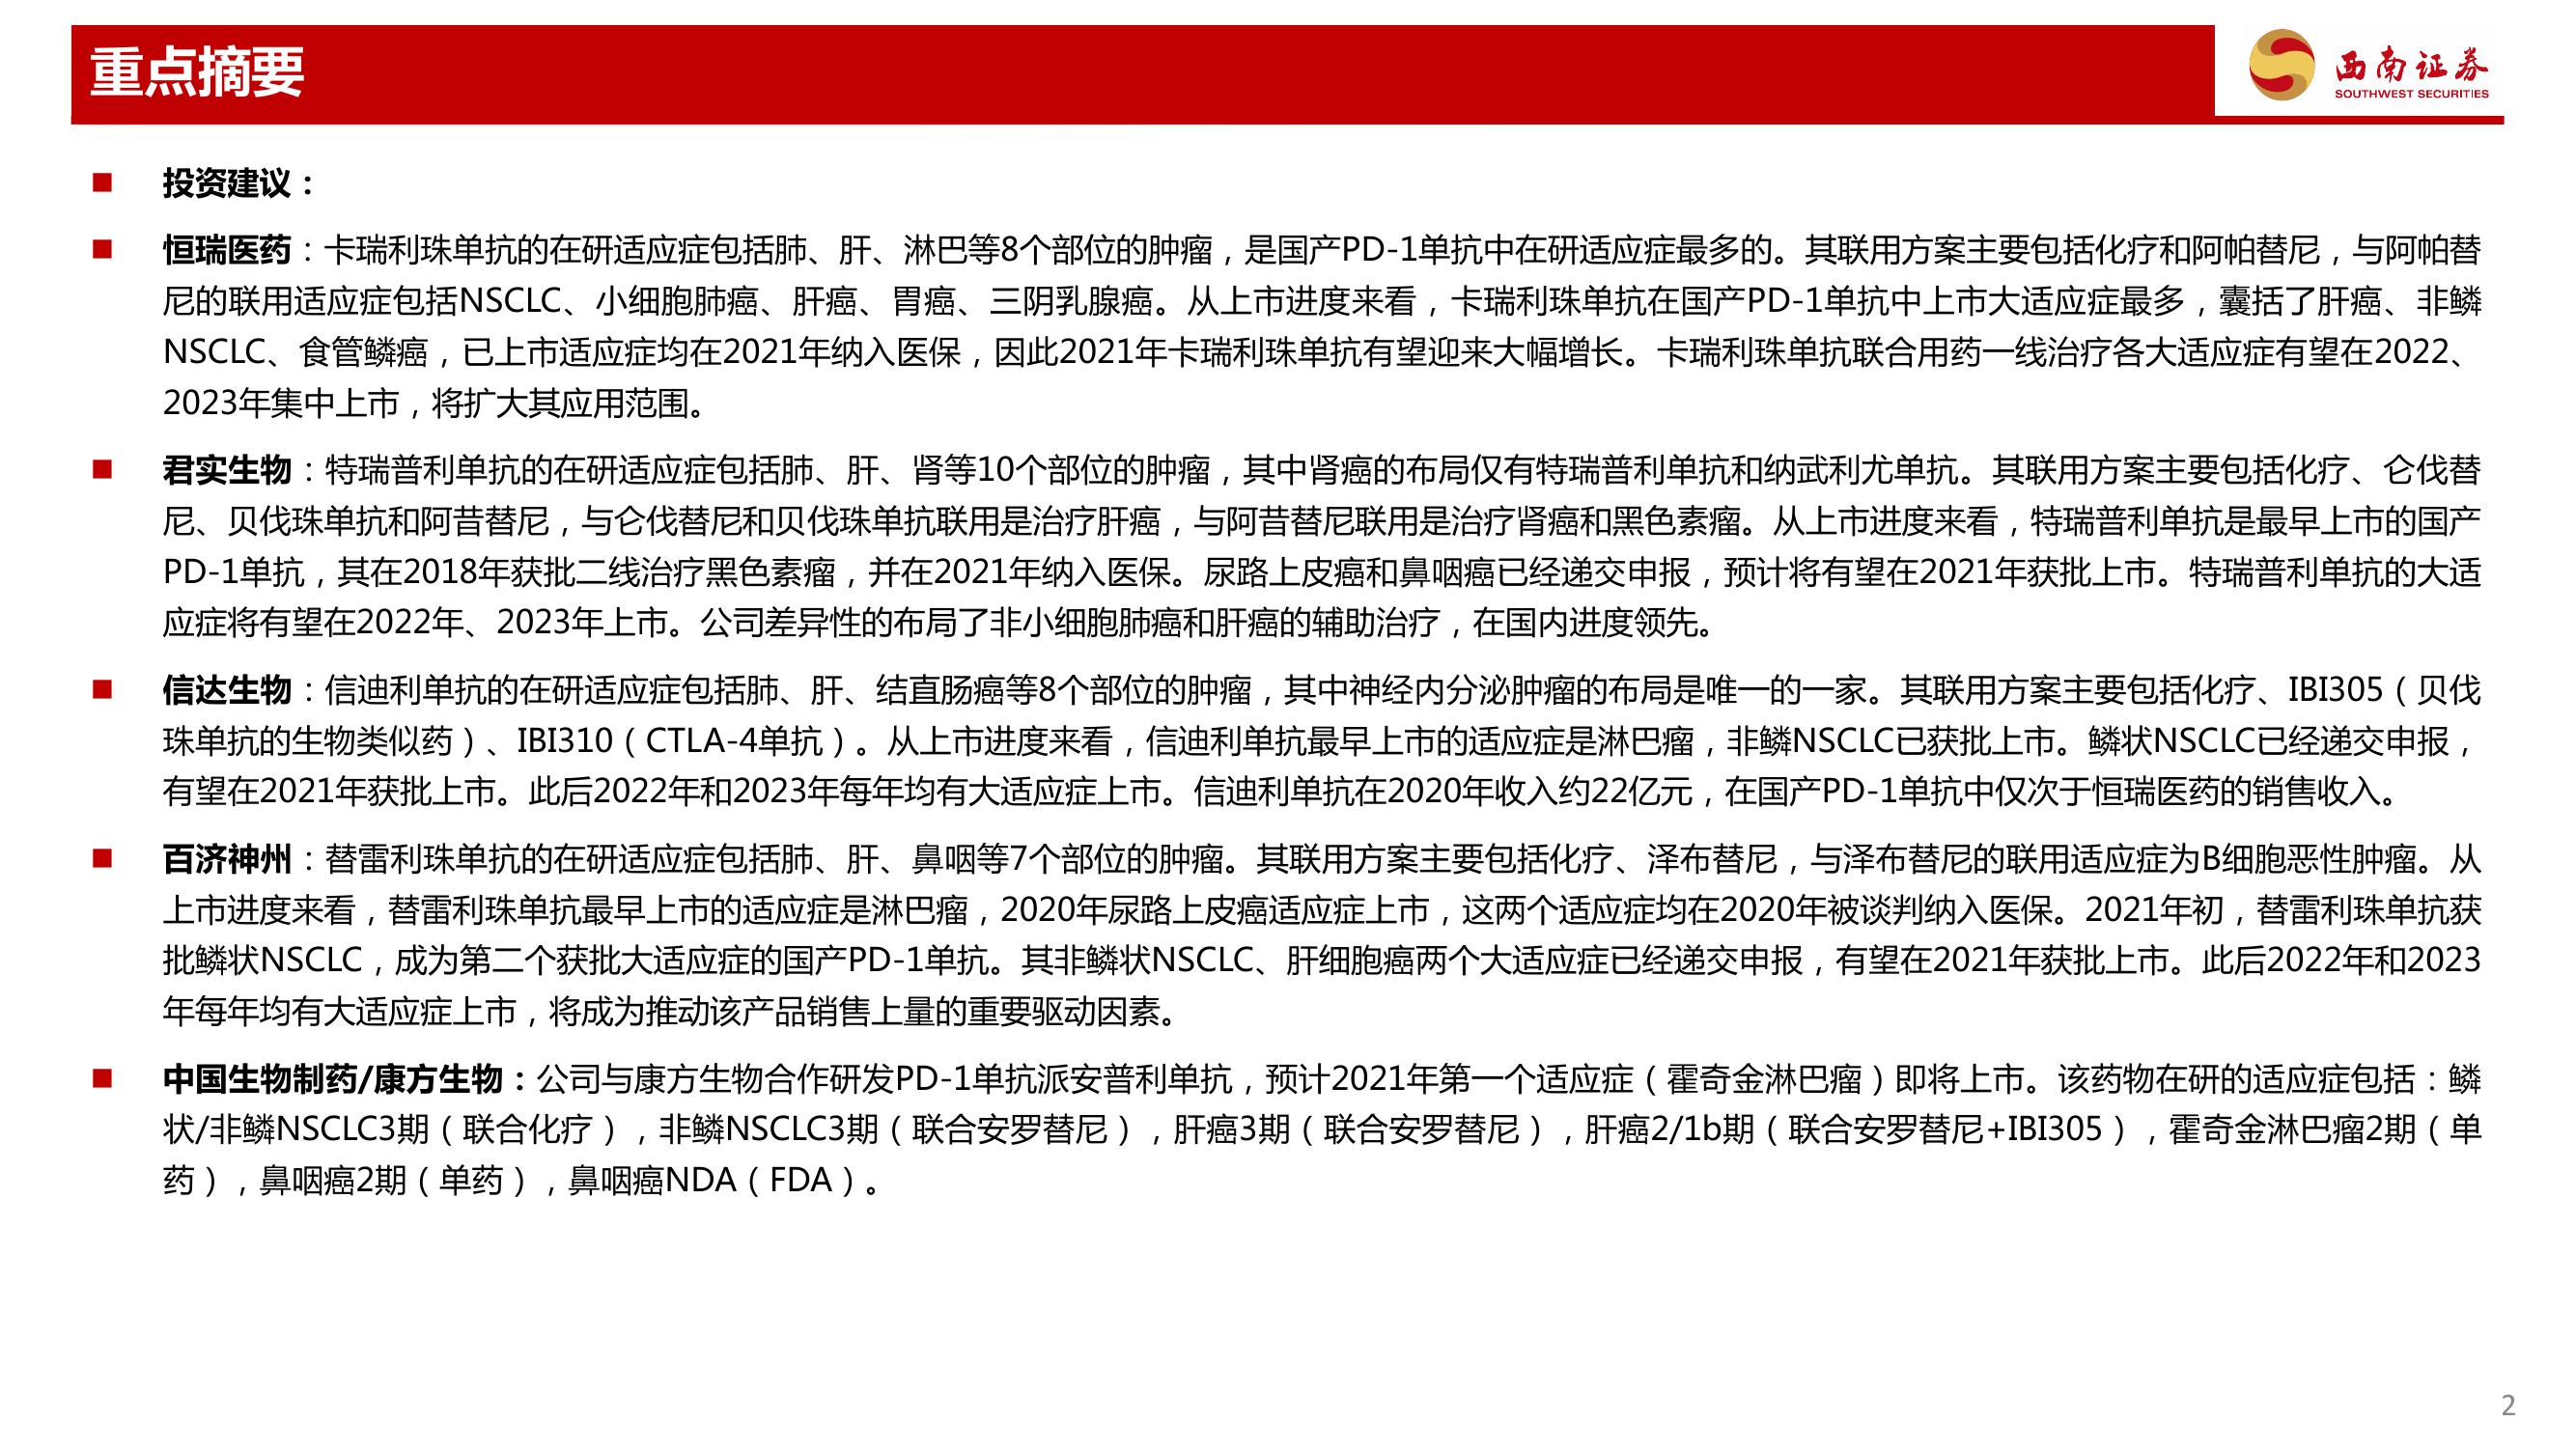 重点摘要
西南证券
SOUTHWEST SECURITIES
■ 投资建议：
■ 恒瑞医药：卡瑞利珠单抗的在研适应症包括肺、肝、淋巴等8个部位的肿瘤，是国产PD-1单抗中在研适应症最多的。其联用方案主要包括化疗和阿帕替尼，与阿帕替
尼的联用适应症包括NSCLC、小细胞肺癌、肝癌、胃癌、三阴乳腺癌。从上市进度来看，卡瑞利珠单抗在国产PD-1单抗中上市大适应症最多，囊括了肝癌、非鳞
NSCLC、食管鳞癌，已上市适应症均在2021年纳入医保，因此2021年卡瑞利珠单抗有望迎来大幅增长。卡瑞利珠单抗联合用药一线治疗各大适应症有望在2022、
2023年集中上市，将扩大其应用范围。
■ 君实生物：特瑞普利单抗的在研适应症包括肺、肝、肾等10个部位的肿瘤，其中肾癌的布局仅有特瑞普利单抗和纳武利尤单抗。其联用方案主要包括化疗、仑伐替
尼、贝伐珠单抗和阿昔替尼，与仑伐替尼和贝伐珠单抗联用是治疗肝癌，与阿昔替尼联用是治疗肾癌和黑色素瘤。从上市进度来看，特瑞普利单抗是最早上市的国产
PD-1单抗，其在2018年获批二线治疗黑色素瘤，并在2021年纳入医保。尿路上皮癌和鼻咽癌已经递交申报，预计将有望在2021年获批上市。特瑞普利单抗的大适
应症将有望在2022年、2023年上市。公司差异性的布局了非小细胞肺癌和肝癌的辅助治疗，在国内进度领先。
■ 信达生物：信迪利单抗的在研适应症包括肺、肝、结直肠癌等8个部位的肿瘤，其中神经内分泌肿瘤的布局是唯一的一家。其联用方案主要包括化疗、IBI305（贝伐
珠单抗的生物类似药）、IBI310（CTLA-4单抗）。从上市进度来看，信迪利单抗最早上市的适应症是淋巴瘤，非鳞NSCLC已获批上市。鳞状NSCLC已经递交申报，
有望在2021年获批上市。此后2022年和2023年每年均有大适应症上市。信迪利单抗在2020年收入约22亿元，在国产PD-1单抗中仅次于恒瑞医药的销售收入。
■ 百济神州：替雷利珠单抗的在研适应症包括肺、肝、鼻咽等7个部位的肿瘤。其联用方案主要包括化疗、泽布替尼，与泽布替尼的联用适应症为B细胞恶性肿瘤。从
上市进度来看，替雷利珠单抗最早上市的适应症是淋巴瘤，2020年尿路上皮癌适应症上市，这两个适应症均在2020年被谈判纳入医保。2021年初，替雷利珠单抗获
批鳞状NSCLC，成为第二个获批大适应症的国产PD-1单抗。其非鳞状NSCLC、肝细胞癌两个大适应症已经递交申报，有望在2021年获批上市。此后2022年和2023
年每年均有大适应症上市，将成为推动该产品销售上量的重要驱动因素。
■ 中国生物制药/康方生物：公司与康方生物合作研发PD-1单抗派安普利单抗，预计2021年第一个适应症（霍奇金淋巴瘤）即将上市。该药物在研的适应症包括：鳞
状/非鳞NSCLC3期（联合化疗），非鳞NSCLC3期（联合安罗替尼），肝癌3期（联合安罗替尼），肝癌2/1b期（联合安罗替尼+IBI305），霍奇金淋巴瘤2期（单
药），鼻咽癌2期（单药），鼻咽癌NDA（FDA）。
2